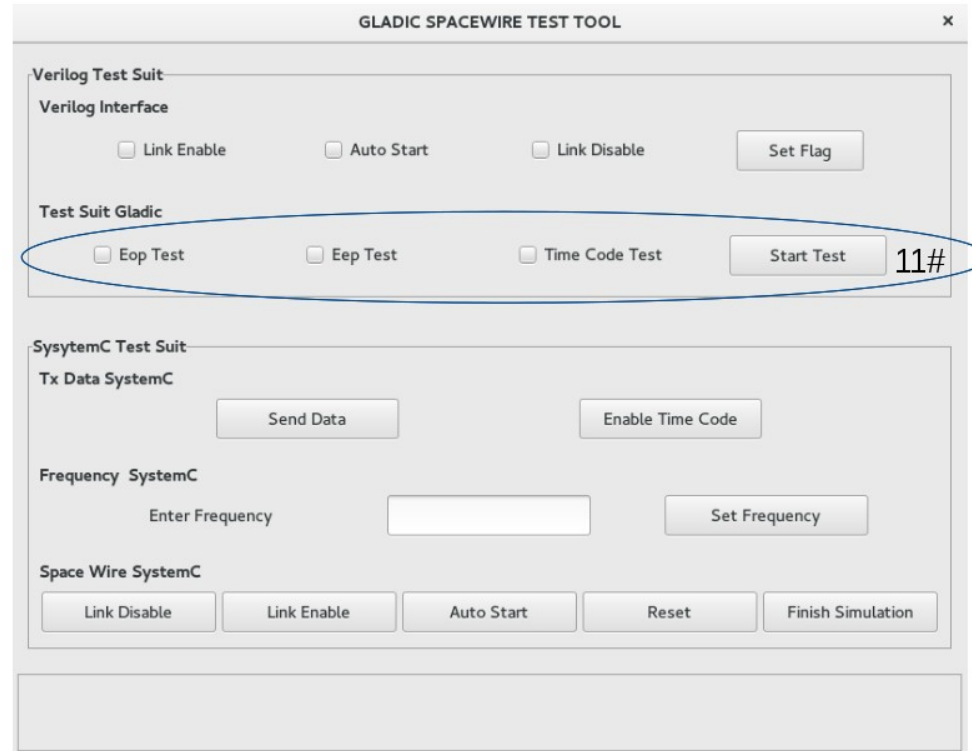 GLADIC SPACEWIRE TEST TOOL ×
Verilog Test Suit
Verilog Interface
Link Enable Auto Start Link Disable Set Flag
Test Suit Gladic
Eop Test Eep Test Time Code Test Start Test 11#
SysytemC Test Suit
Tx Data SystemC
Send Data Enable Time Code
Frequency SystemC
Enter Frequency Set Frequency
Space Wire SystemC
Link Disable Link Enable Auto Start Reset Finish Simulation